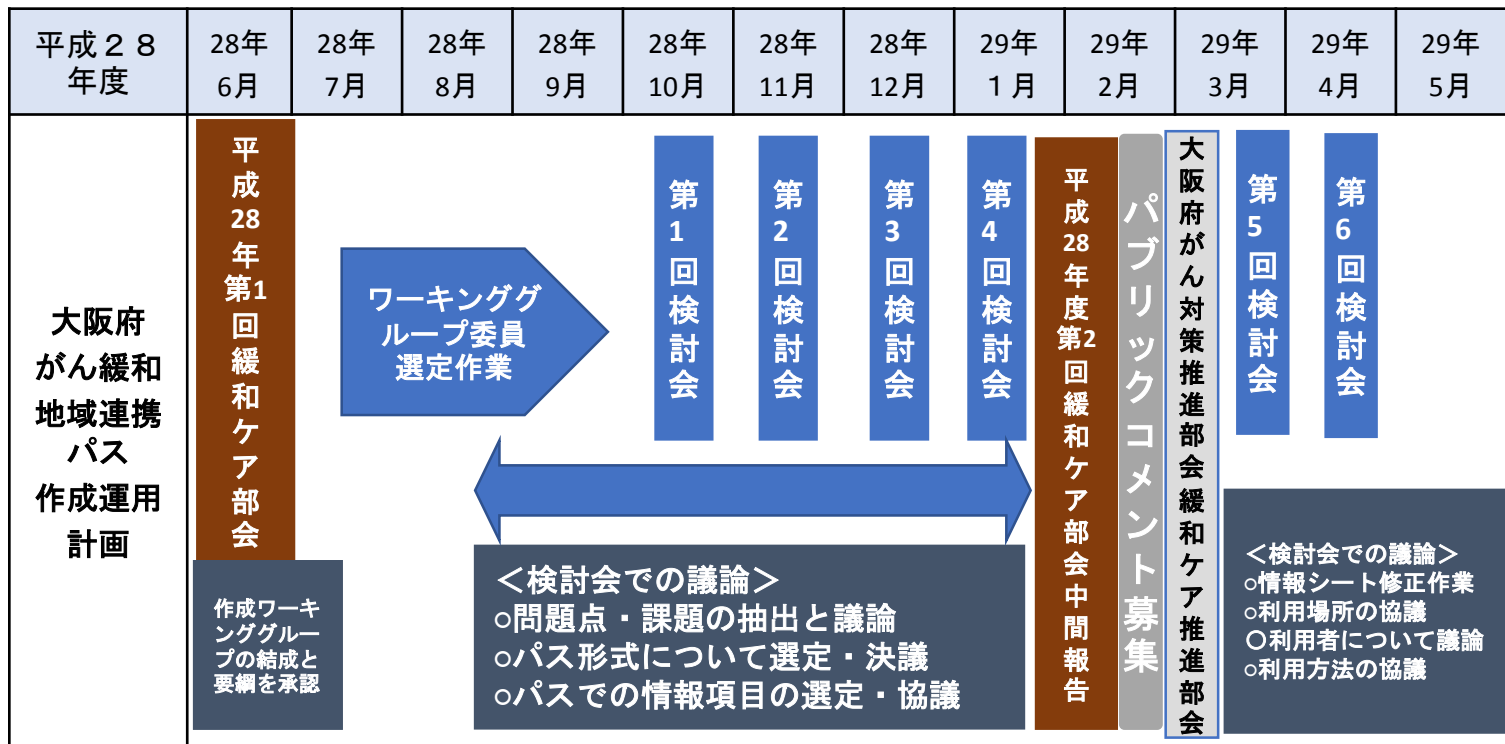 平成２８
年度
28年
6月
28年
7月
28年
8月
28年
9月
28年
10月
28年
11月
28年
12月
29年
１月
29年
2月
29年
3月
29年
4月
29年
5月
大阪府
がん緩和
地域連携
パス
作成運用
計画
平成28年第1回緩和ケア部会
作成ワーキ
ンググルー
プの結成と
要綱を承認
ワーキンググ
ループ委員
選定作業
第1回検討会
第2回検討会
第3回検討会
第4回検討会
＜検討会での議論＞
○問題点・課題の抽出と議論
○パス形式について選定・決議
○パスでの情報項目の選定・協議
平成28年度第2回緩和ケア部会中間報告
パブリックコメント募集
大阪府がん対策推進部会緩和ケア推進部会
第5回検討会
第6回検討会
＜検討会での議論＞
○情報シート修正作業
○利用場所の協議
〇利用者について議論
○利用方法の協議